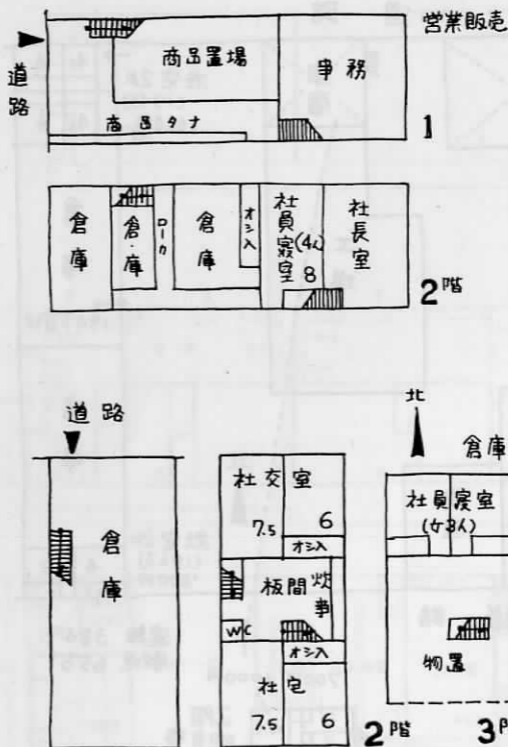 営業販売
道路
商品置場
事務
商品タナ
1
倉庫
倉・庫
ローカ
倉庫
オシ入
社員寝室(4人)
8
社長室
2階
道路
倉庫
社交室
7.5
6
オシ入
板間
炊事
WC
オシ入
社宅
7.5
6
2階
北
倉庫
社員寝室
(女8人)
物置
3階